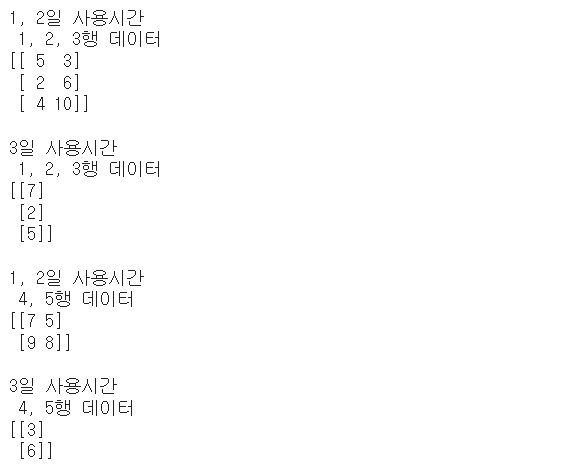 1, 2일 사용시간
 1, 2, 3행 데이터
[[ 5  3]
 [ 2  6]
 [ 4 10]]

3일 사용시간
 1, 2, 3행 데이터
[[7]
 [2]
 [5]]

1, 2일 사용시간
 4, 5행 데이터
[[7 5]
 [9 8]]

3일 사용시간
 4, 5행 데이터
[[3]
 [6]]